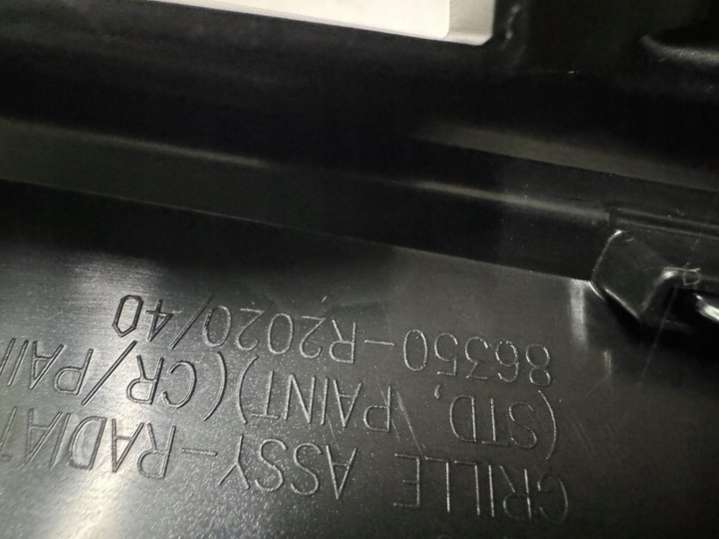 GRILLE ASSY-RADIAT
(STD, PAINT)(CR/PAI
86350-R2020/40